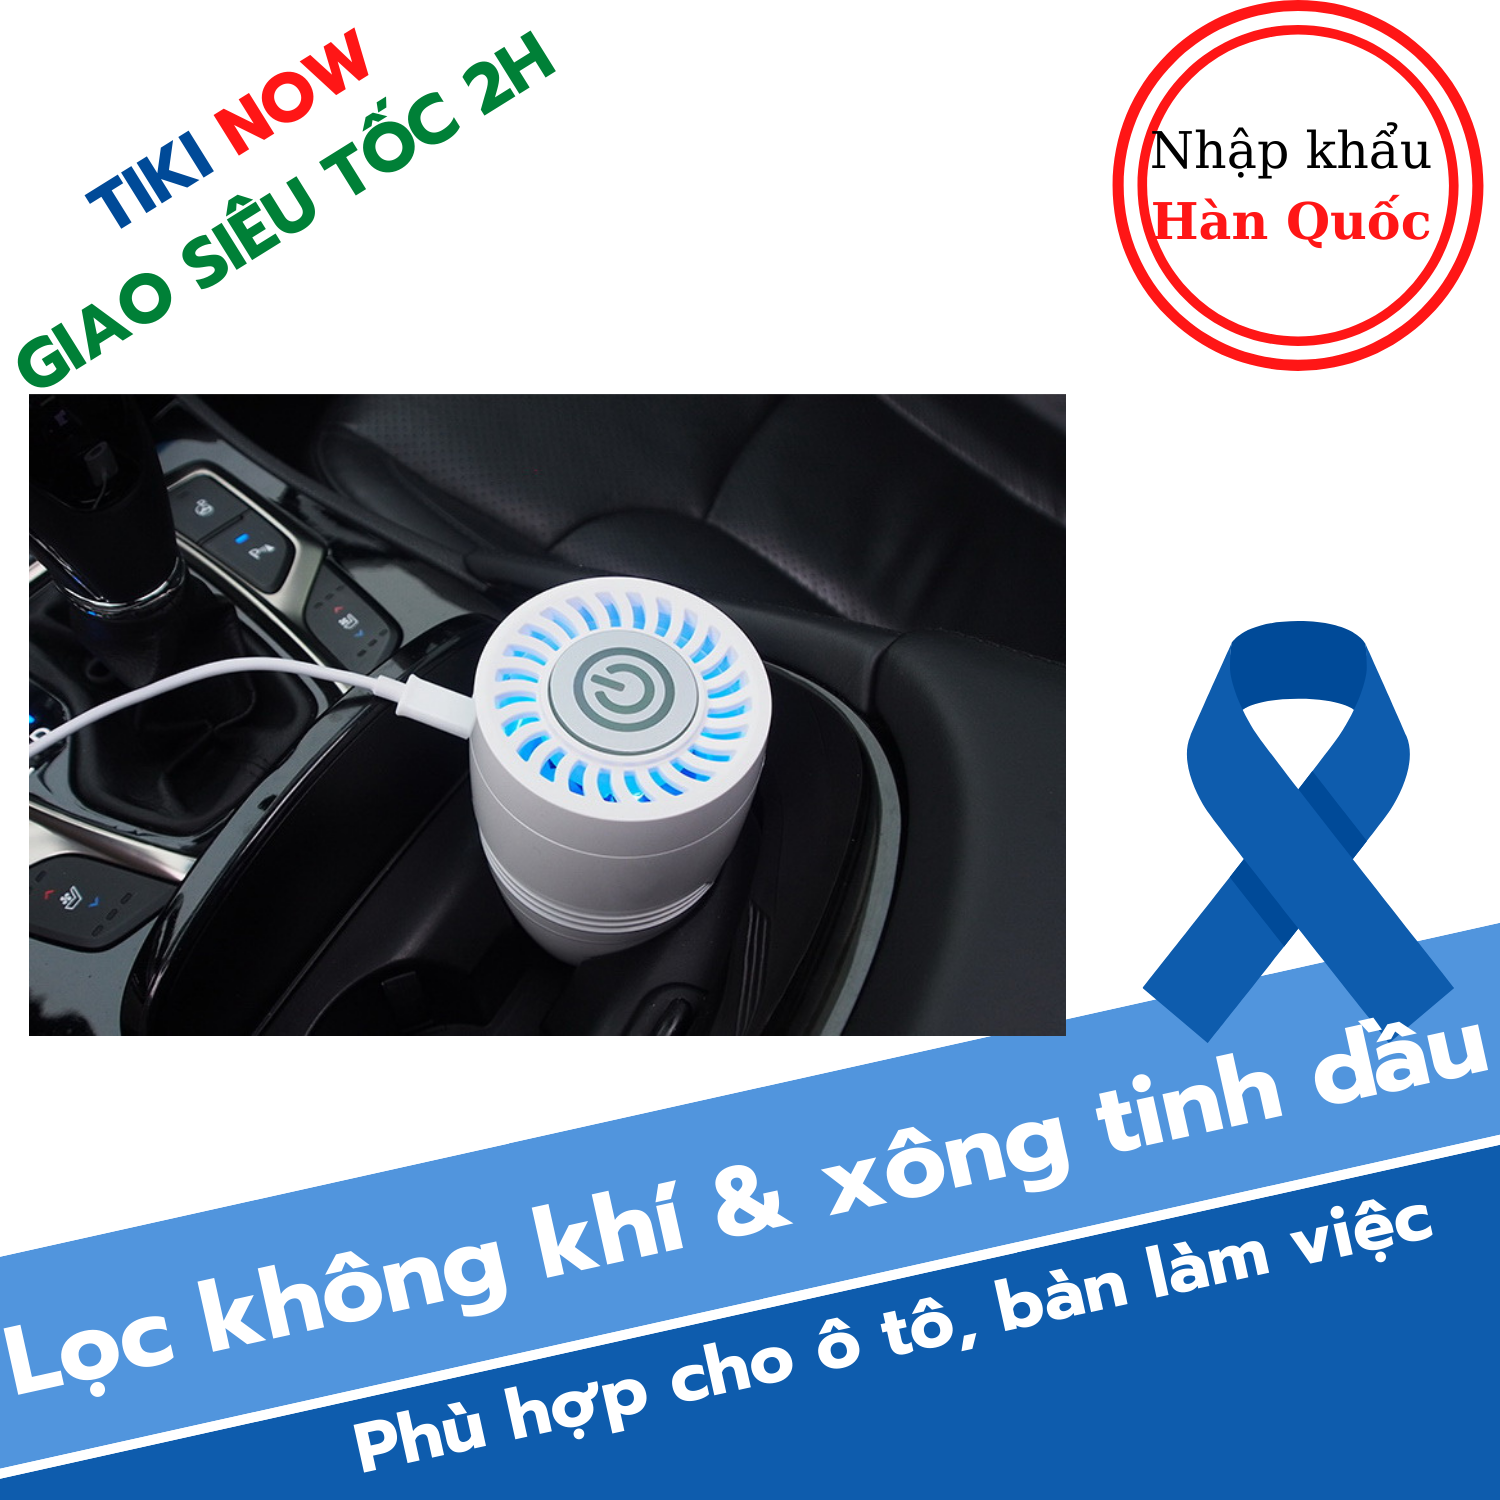 TIKI NOW
GIAO SIÊU TỐC 2H
Nhập khẩu
Hàn Quốc
Lọc không khí & xông tinh dầu
Phù hợp cho ô tô, bàn làm việc